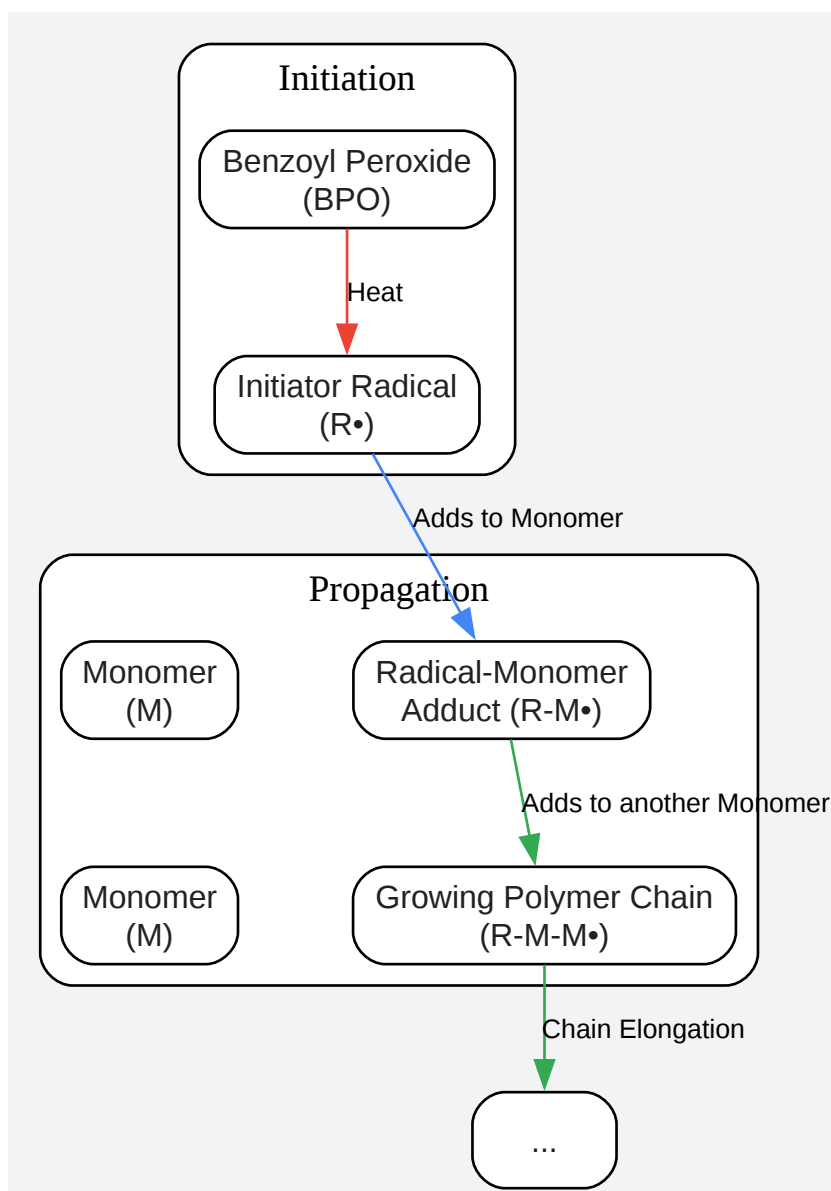 Initiation
Benzoyl Peroxide
(BPO)
Heat
Initiator Radical
(R•)
Adds to Monomer
Propagation
Monomer
(M)
Radical-Monomer
Adduct (R-M•)
Adds to another Monomer
Monomer
(M)
Growing Polymer Chain
(R-M-M•)
Chain Elongation
...